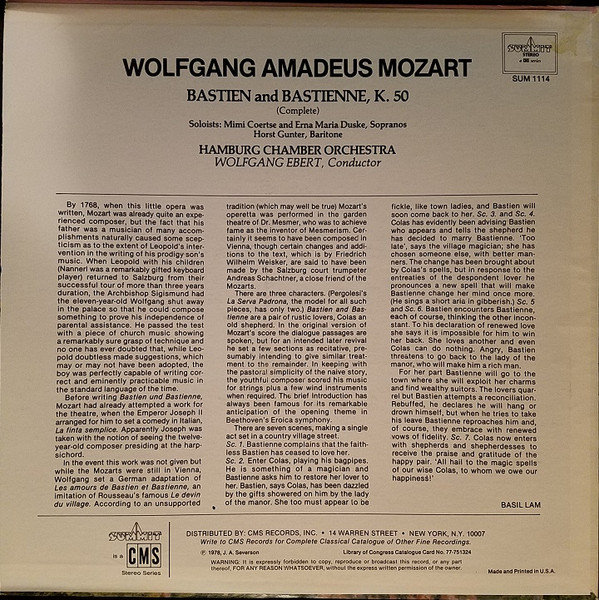 WOLFGANG AMADEUS MOZART
SUMMIT
STEREO
A CMS series
SUM 1114
BASTIEN and BASTIENNE, K. 50
(Complete)
Soloists: Mimi Coertse and Erna Maria Duske, Sopranos
Horst Gunter, Baritone
HAMBURG CHAMBER ORCHESTRA
WOLFGANG EBERT, Conductor
By 1768, when this little opera was
written, Mozart was already quite an expe-
rienced composer, but the fact that his
father was a musician of many accom-
plishments naturally caused some scep-
ticism as to the extent of Leopold's inter-
vention in the writing of his prodigy son's
music. When Leopold with his children
(Nannerl was a remarkably gifted keyboard
player) returned to Salzburg from their
successful tour of more than three years
duration, the Archbishop Sigismund had
the eleven-year-old Wolfgang shut away
in the palace so that he could compose
something to prove his independence of
parental assistance. He passed the test
with a piece of church music showing
a remarkably sure grasp of technique and
no one has ever doubted that, while Leo-
pold doubtless made suggestions, which
may or may not have been adopted, the
boy was perfectly capable of writing cor-
rect and eminently practicable music in
the standard language of the time.
Before writing Bastien und Bastienne,
Mozart had already attempted a work for
the theatre, when the Emperor Joseph II
arranged for him to set a comedy in Italian,
La finta semplice. Apparently Joseph was
taken with the notion of seeing the twelve-
year-old composer presiding at the harp-
sichord.
In the event this work was not given but
while the Mozarts were still in Vienna,
Wolfgang set a German adaptation of
Les amours de Bastien et Bastienne, an
imitation of Rousseau's famous Le devin
du village. According to an unsupported
tradition (which may well be true) Mozart's
operetta was performed in the garden
theatre of Dr. Mesmer, who was to achieve
fame as the inventor of Mesmerism. Cer-
tainly it seems to have been composed in
Vienna, though certain changes and addi-
tions to the text, which is by Friedrich
Wilhelm Weisker, are said to have been
made by the Salzburg court trumpeter
Andreas Schachtner, a close friend of the
Mozarts.
There are three characters. (Pergolesi's
La Serva Padrona, the model for all such
pieces, has only two.) Bastien and Bas-
tienne are a pair of rustic lovers, Colas an
old shepherd. In the original version of
Mozart's score the dialogue passages are
spoken, but for an intended later revival
he set a few sections as recitative, pre-
sumably intending to give similar treat-
ment to the remainder. In keeping with
the pastoral simplicity of the naive story,
the youthful composer scored his music
for strings plus a few wind instruments
when required. The brief Introduction has
always been famous for its remarkable
anticipation of the opening theme in
Beethoven's Eroica symphony.
There are seven scenes, making a single
act set in a country village street.
Sc. 1. Bastienne complains that the faith-
less Bastien has ceased to love her.
Sc. 2. Enter Colas, playing his bagpipes.
He is something of a magician and
Bastienne asks him to restore her lover to
her. Bastien, says Colas, has been dazzled
by the gifts showered on him by the lady
of the manor. She too must appear to be
fickle, like town ladies, and Bastien will
soon come back to her. Sc. 3. and Sc. 4.
Colas has evidently been advising Bastien
who appears and tells the shepherd he
has decided to marry Bastienne. 'Too
late', says the village magician; she has
chosen someone else, with better man-
ners. The change has been brought about
by Colas's spells, but in response to the
entreaties of the despondent lover he
pronounces a new spell that will make
Bastienne change her mind once more.
(He sings a short aria in gibberish.) Sc. 5
and Sc. 6. Bastien encounters Bastienne,
each of course, thinking the other incon-
stant. To his declaration of renewed love
she says it is impossible for him to win
her back. She loves another and even
Colas can do nothing. Angry, Bastien
threatens to go back to the lady of the
manor, who will make him a rich man.
For her part Bastienne will go to the
town where she will exploit her charms
and find wealthy suitors. The lovers quar-
rel but Bastien attempts a reconciliation.
Rebuffed, he declares he will hang or
drown himself, but when he tries to take
his leave Bastienne reproaches him and,
of course, they embrace with renewed
vows of fidelity. Sc. 7. Colas now enters
with shepherds and shepherdesses to
receive the praise and gratitude of the
happy pair. 'All hail to the magic spells
of our wise Colas, to whom we owe our
happiness!'
BASIL LAM
SUMMIT
IS A CMS
Stereo Series
DISTRIBUTED BY: CMS RECORDS, INC. • 14 WARREN STREET • NEW YORK, N.Y. 10007
Write to CMS Records for Complete Classical Catalogue of Other Fine Recordings.
℗ 1978, J. A. Severson
Library of Congress Catalogue Card No. 77-751324
WARNING: It is expressly forbidden to copy, reproduce or broadcast this record, or any part
thereof, FOR ANY REASON WHATSOEVER, without the express written permission of the owner.
Made and Printed in U.S.A.